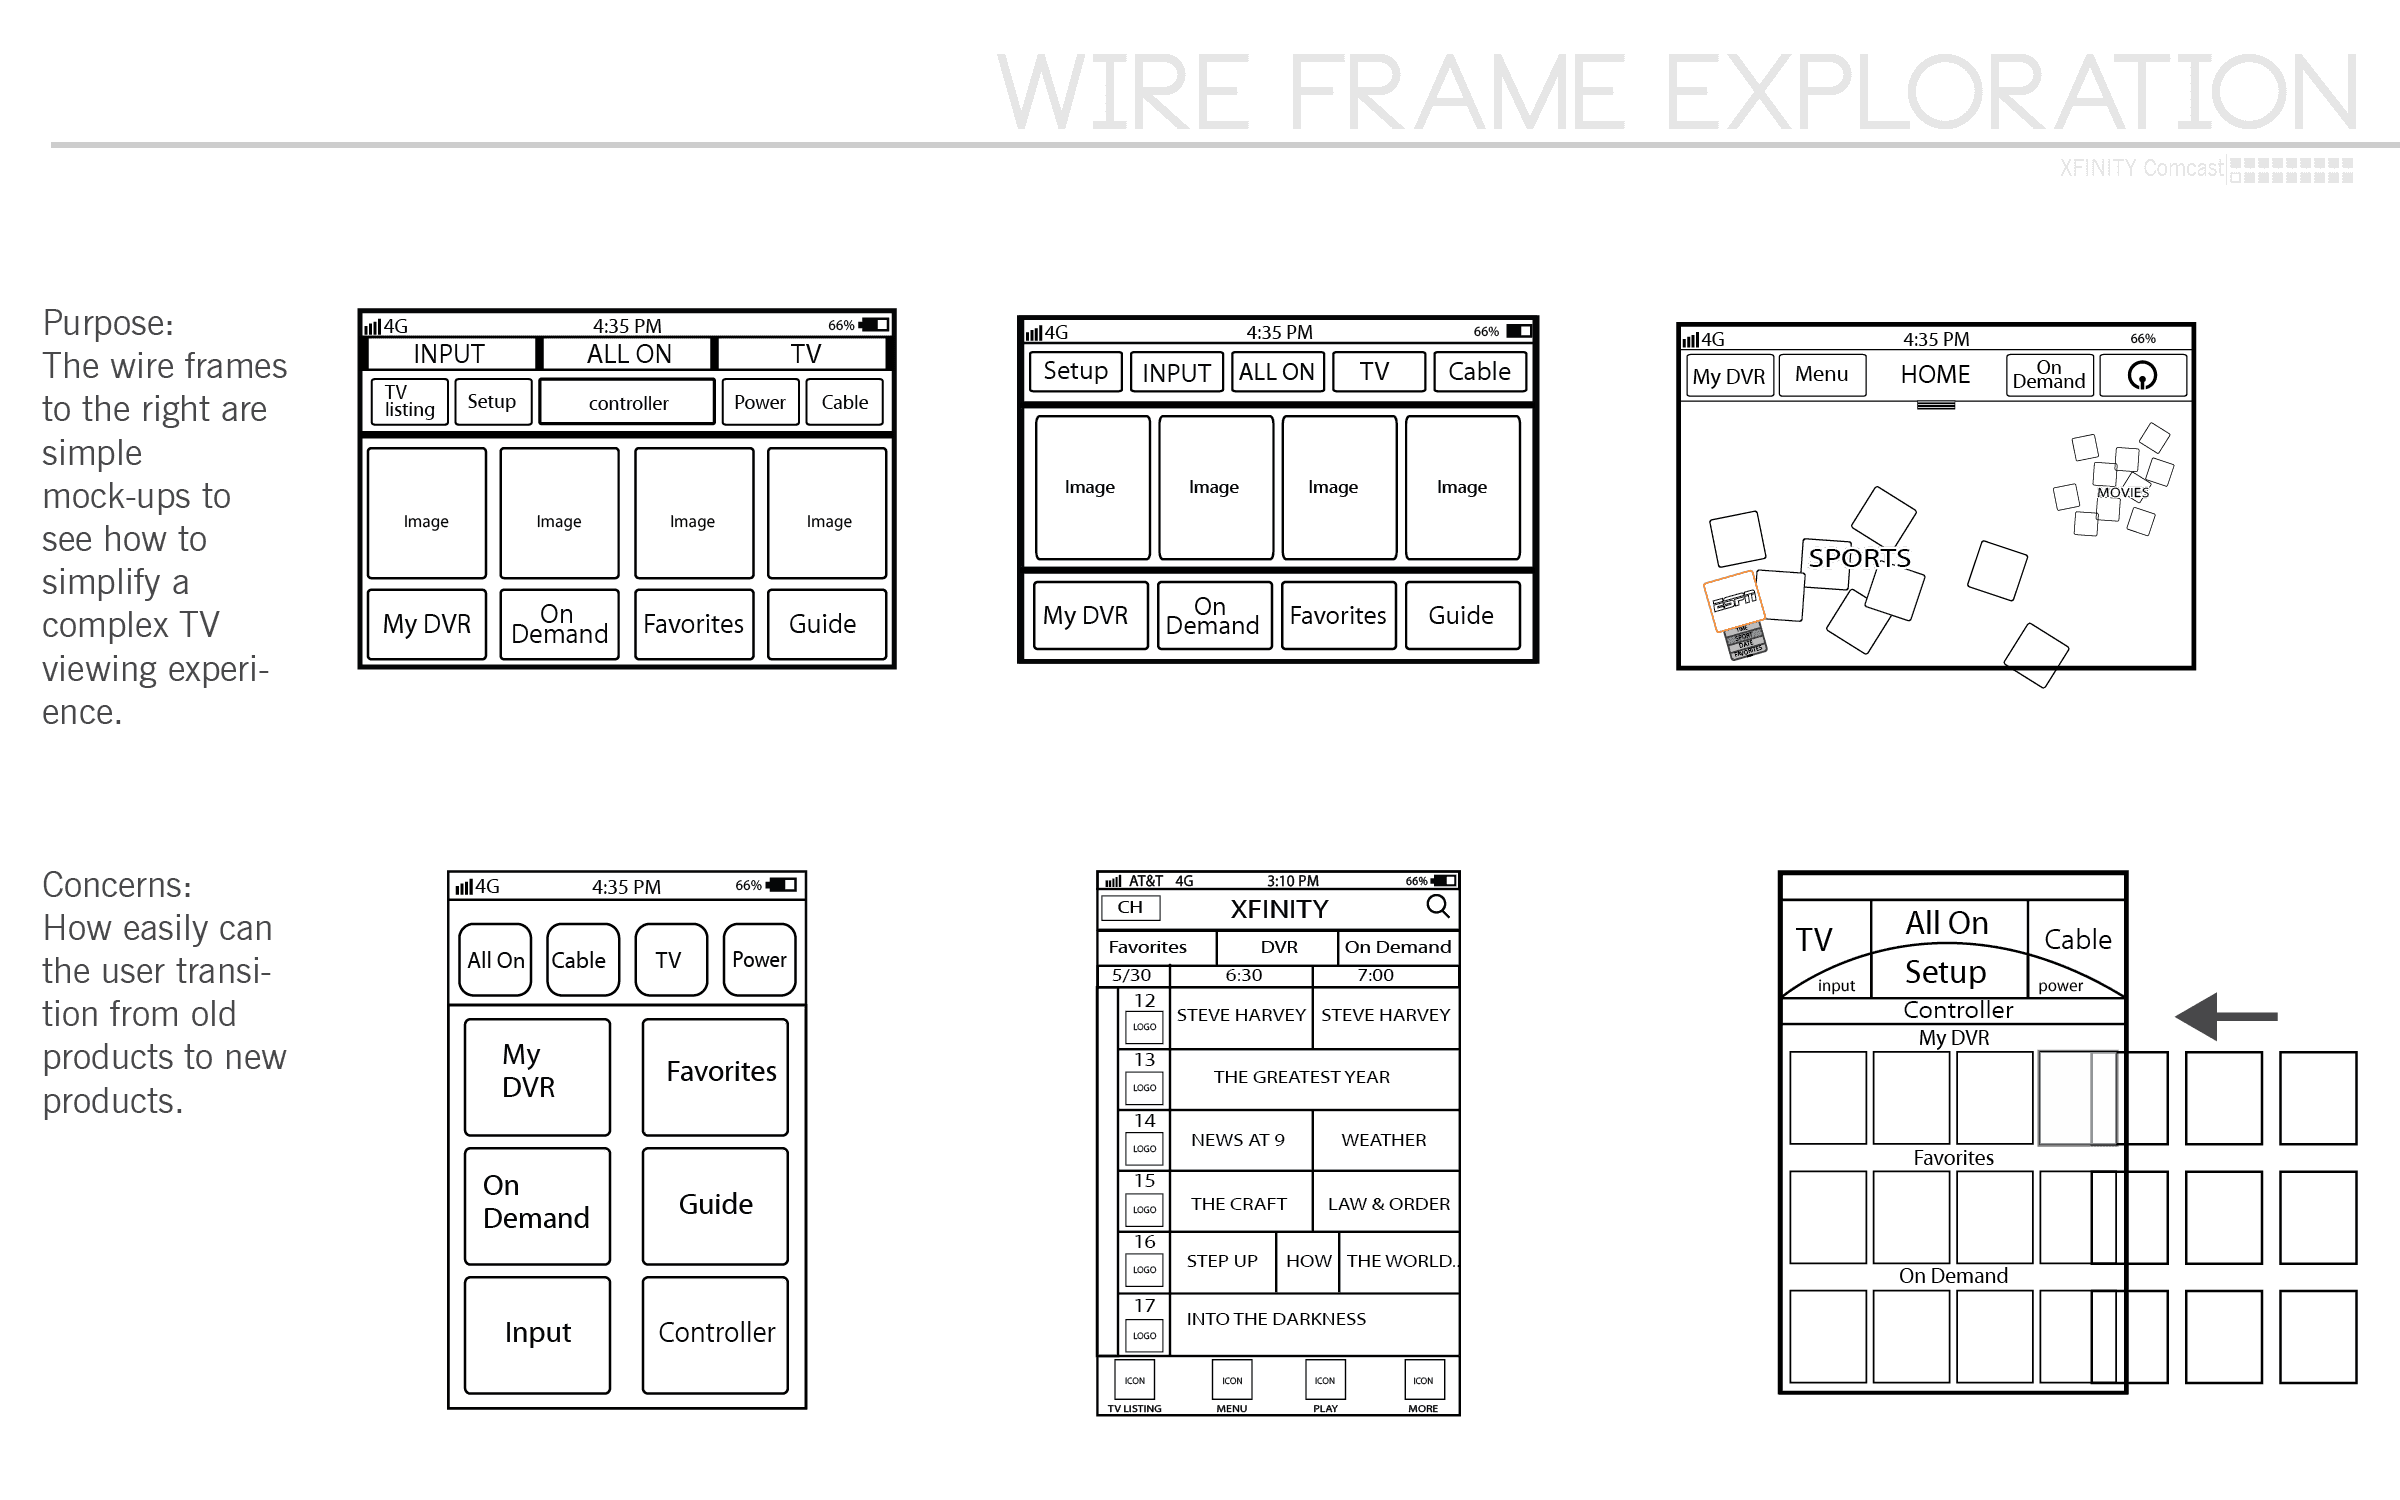 WIRE FRAME EXPLORATION
XFINITY Comcast
Purpose:
The wire frames
to the right are
simple
mock-ups to
see how to
simplify a
complex TV
viewing experi-
ence.
4G 4:35 PM 66%
INPUT ALL ON TV
TV
listing
Setup controller Power Cable
Image Image Image Image
My DVR
On
Demand
Favorites Guide
4G 4:35 PM 66%
Setup INPUT ALL ON TV Cable
Image Image Image Image
My DVR
On
Demand
Favorites Guide
4G 4:35 PM 66%
My DVR Menu HOME
On
Demand
MOVIES
SPORTS
ESPN
TIME
SPORT
DATE
FAVORITES
Concerns:
How easily can
the user transi-
tion from old
products to new
products.
4G 4:35 PM 66%
All On Cable TV Power
My
DVR
Favorites
On
Demand
Guide
Input Controller
AT&T 4G 3:10 PM 66%
CH XFINITY
Favorites DVR On Demand
5/30 6:30 7:00
12
LOGO
STEVE HARVEY STEVE HARVEY
13
LOGO
THE GREATEST YEAR
14
LOGO
NEWS AT 9 WEATHER
15
LOGO
THE CRAFT LAW & ORDER
16
LOGO
STEP UP HOW THE WORLD..
17
LOGO
INTO THE DARKNESS
ICON ICON ICON ICON
TV LISTING MENU PLAY MORE
TV All On Cable
input Setup power
Controller
My DVR
Favorites
On Demand